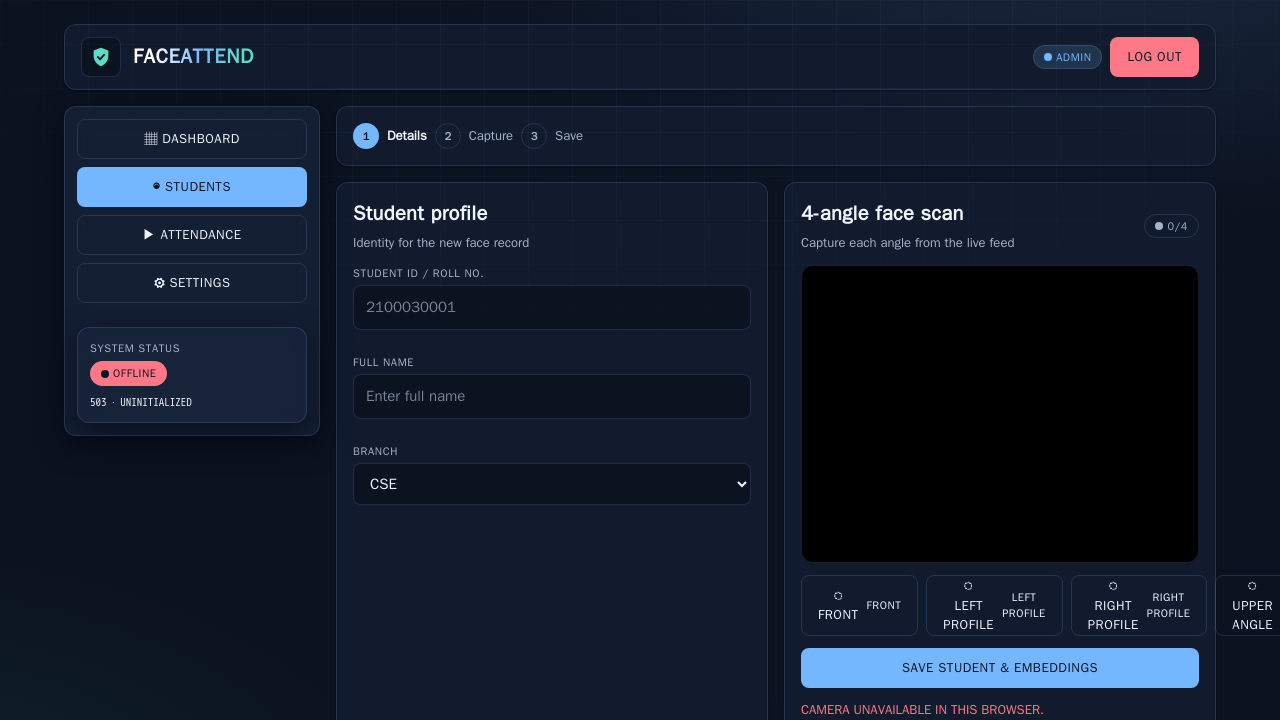 FACEATTEND
ADMIN
LOG OUT
DASHBOARD
STUDENTS
ATTENDANCE
SETTINGS
SYSTEM STATUS
OFFLINE
503 · UNINITIALIZED
1 Details 2 Capture 3 Save
Student profile
Identity for the new face record
STUDENT ID / ROLL NO.
2100030001
FULL NAME
Enter full name
BRANCH
CSE
4-angle face scan
Capture each angle from the live feed
0/4
FRONT
FRONT
LEFT
PROFILE
LEFT
PROFILE
RIGHT
PROFILE
RIGHT
PROFILE
UPPER
ANGLE
SAVE STUDENT & EMBEDDINGS
CAMERA UNAVAILABLE IN THIS BROWSER.